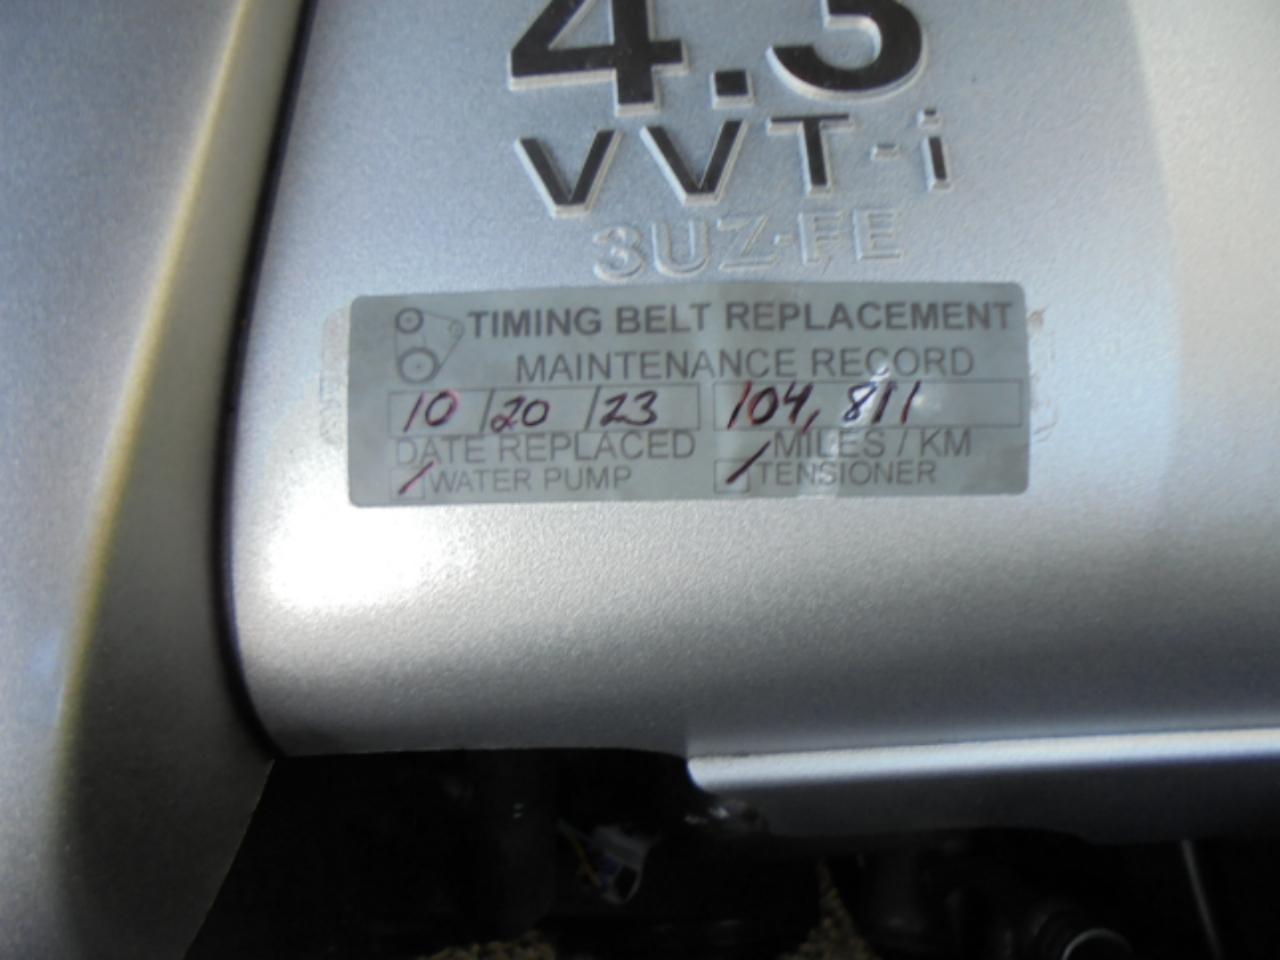 4.3
VVT-i
3UZ-FE
TIMING BELT REPLACEMENT
MAINTENANCE RECORD
10/20/23 104,811
DATE REPLACED MILES / KM
WATER PUMP TENSIONER